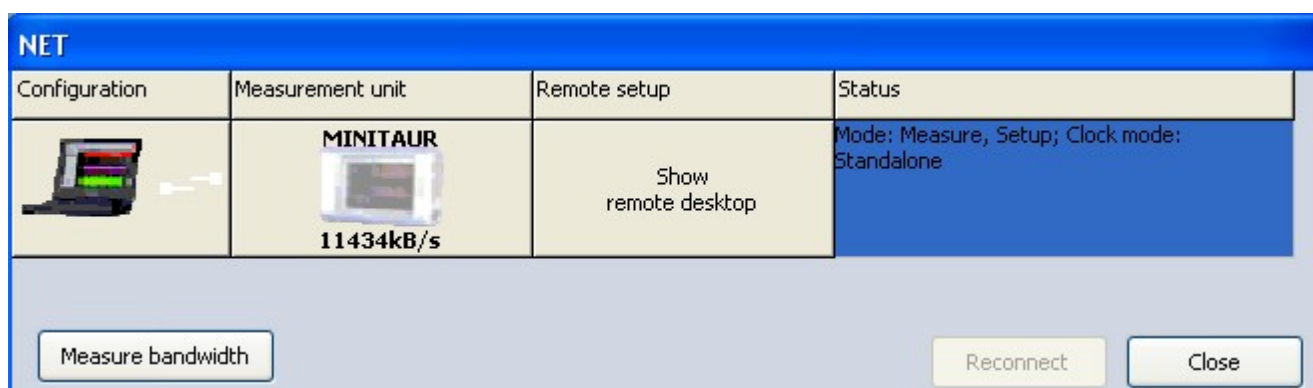 NET
Configuration
Measurement unit
Remote setup
Status
MINITAUR
11434kB/s
Show
remote desktop
Mode: Measure, Setup; Clock mode:
Standalone
Measure bandwidth
Reconnect
Close